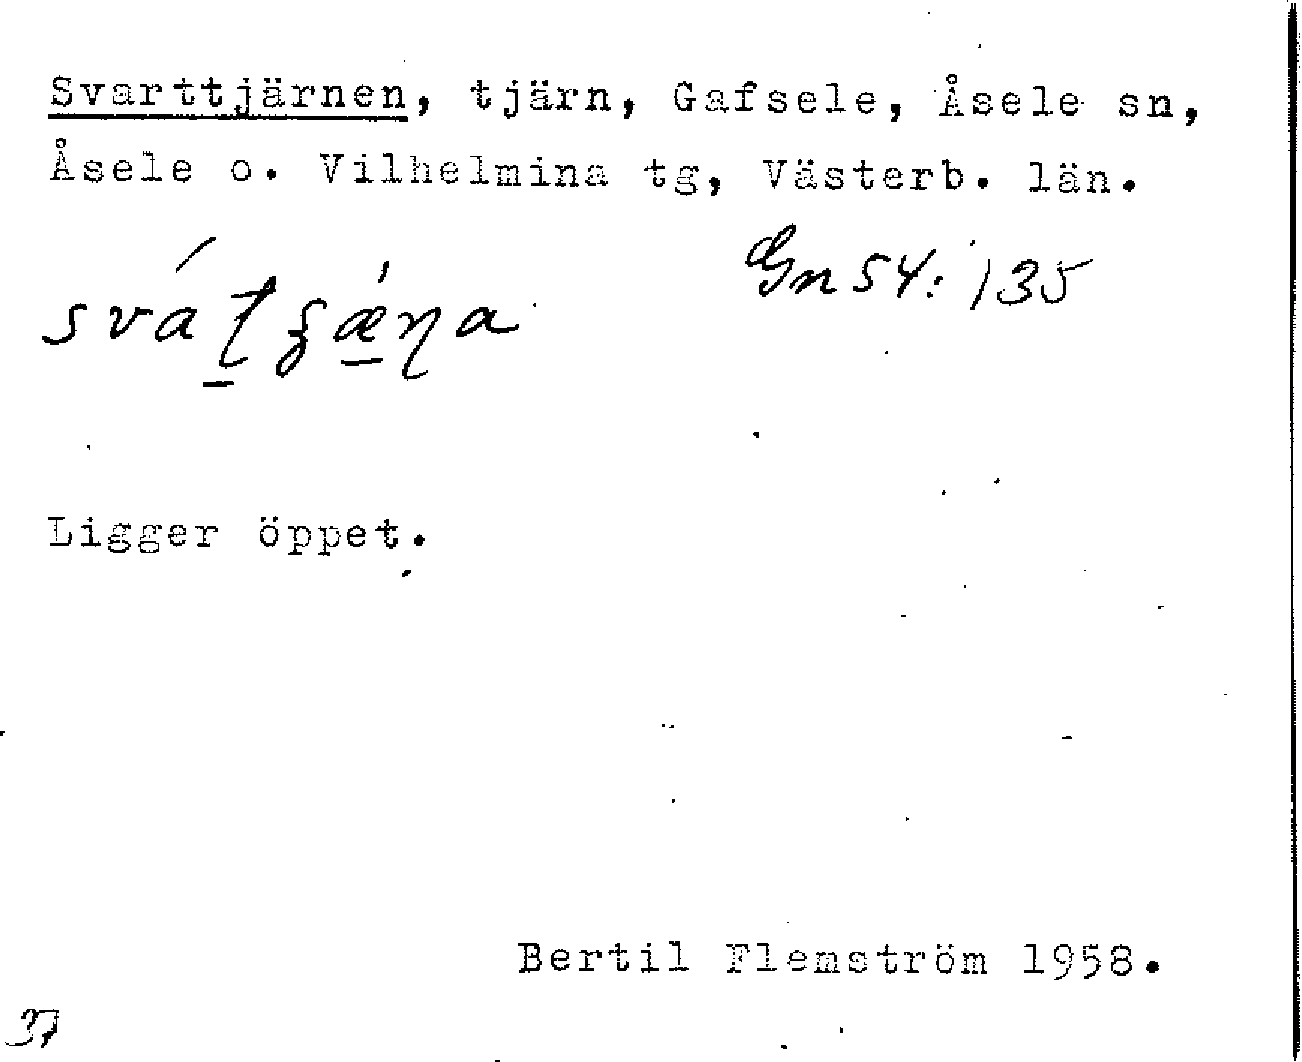 Svarttjärnen, tjärn, Gafsele, Åsele sn,
Åsele o. Vilhelmina tg, Västerb. län.
Gn 54: 135
Ligger öppet.
Bertil Flemström 1958.
37